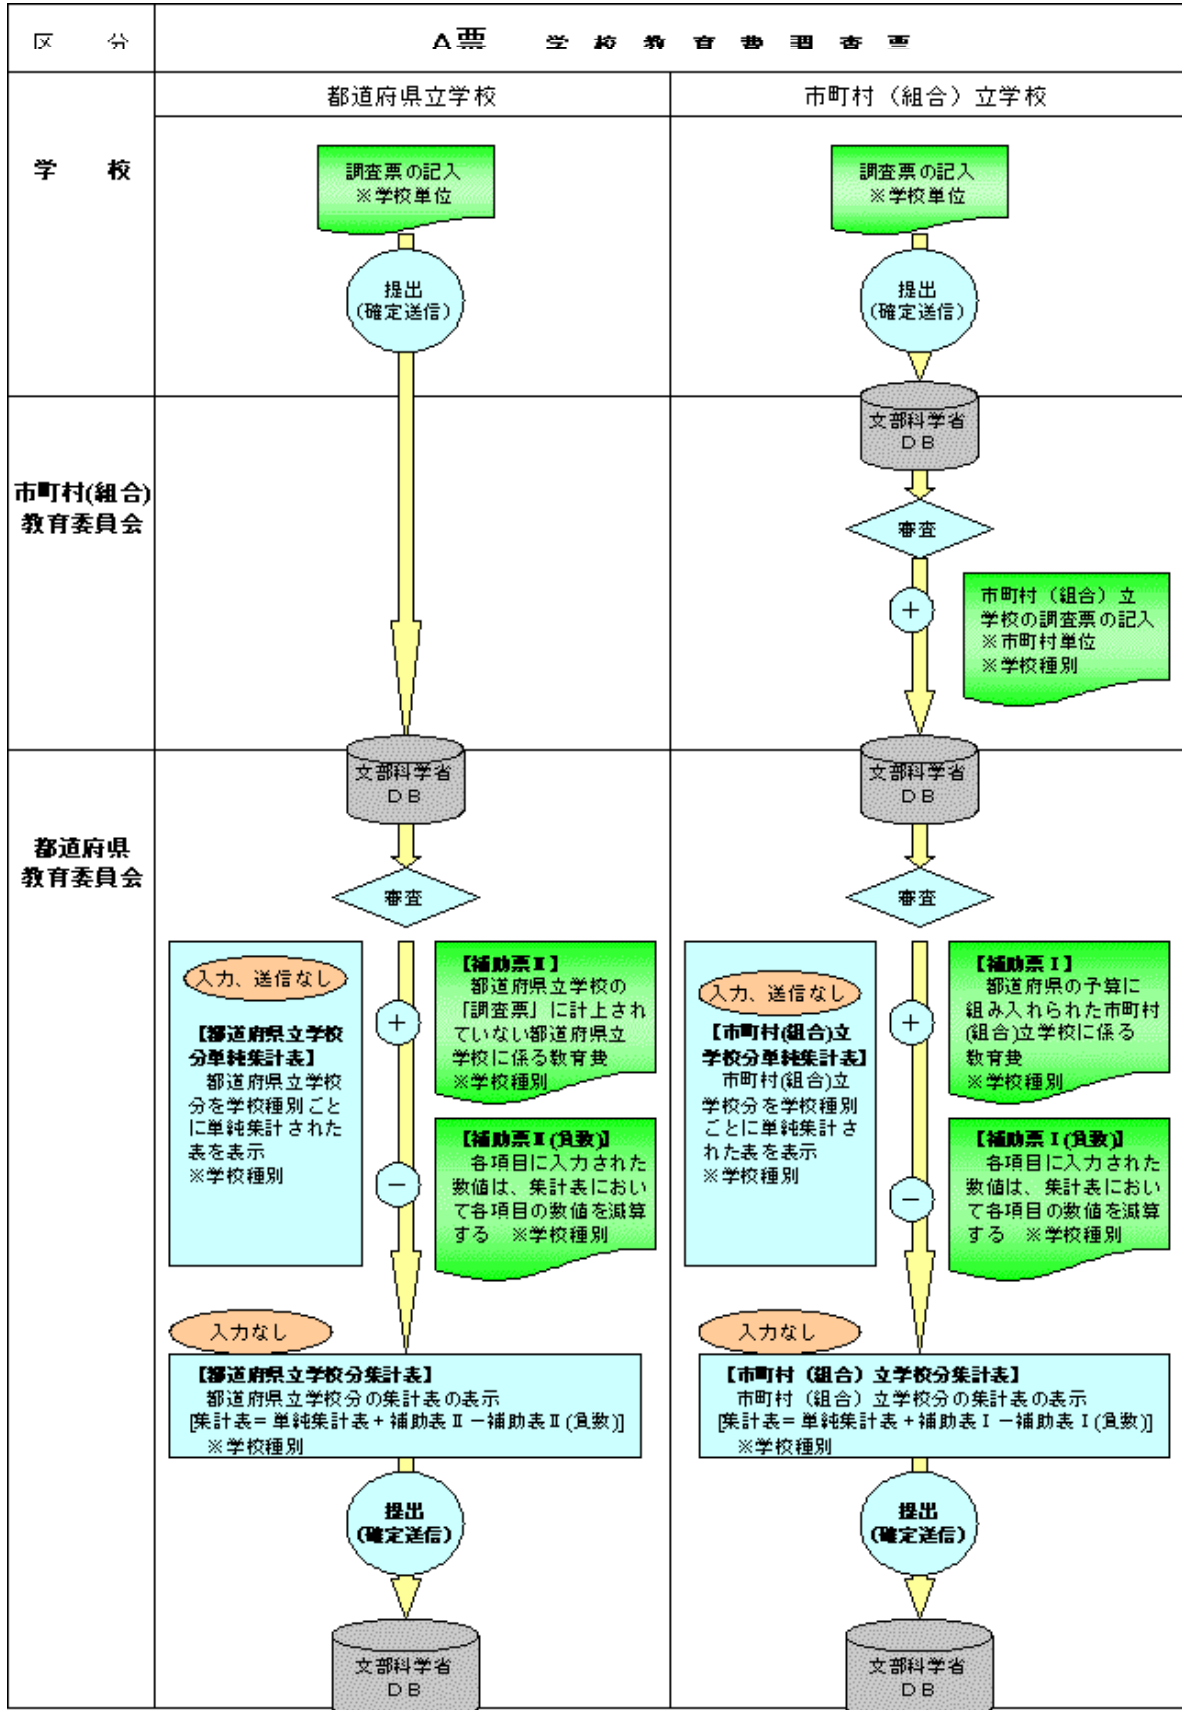 区　分
A票　学 校 教 育 費 調 査 票
都道府県立学校
市町村（組合）立学校
学　校
調査票の記入
※学校単位
提出
(確定送信)
調査票の記入
※学校単位
提出
(確定送信)
市町村(組合)
教育委員会
文部科学省
ＤＢ
審査
＋
市町村（組合）立
学校の調査票の記入
※市町村単位
※学校種別
都道府県
教育委員会
文部科学省
ＤＢ
審査
入力、送信なし
【都道府県立学校
分単純集計表】
都道府県立学校
分を学校種別ごと
に単純集計された
表を表示
※学校種別
＋
－
【補助票Ⅱ】
都道府県立学校の
「調査票」に計上され
ていない都道府県立
学校に係る教育費
※学校種別
【補助票Ⅱ(負数)】
各項目に入力された
数値は、集計表におい
て各項目の数値を減算
する　※学校種別
入力なし
【都道府県立学校分集計表】
都道府県立学校分の集計表の表示
[集計表＝単純集計表＋補助表Ⅱ－補助表Ⅱ(負数)]
※学校種別
提出
(確定送信)
文部科学省
ＤＢ
文部科学省
ＤＢ
審査
入力、送信なし
【市町村(組合)立
学校分単純集計表】
市町村(組合)立
学校分を学校種別
ごとに単純集計さ
れた表を表示
※学校種別
＋
－
【補助票Ⅰ】
都道府県の予算に
組み入れられた市町村
(組合)立学校に係る
教育費
※学校種別
【補助票Ⅰ(負数)】
各項目に入力された
数値は、集計表におい
て各項目の数値を減算
する　※学校種別
入力なし
【市町村（組合）立学校分集計表】
市町村（組合）立学校分の集計表の表示
[集計表＝単純集計表＋補助表Ⅰ－補助表Ⅰ(負数)]
※学校種別
提出
(確定送信)
文部科学省
ＤＢ